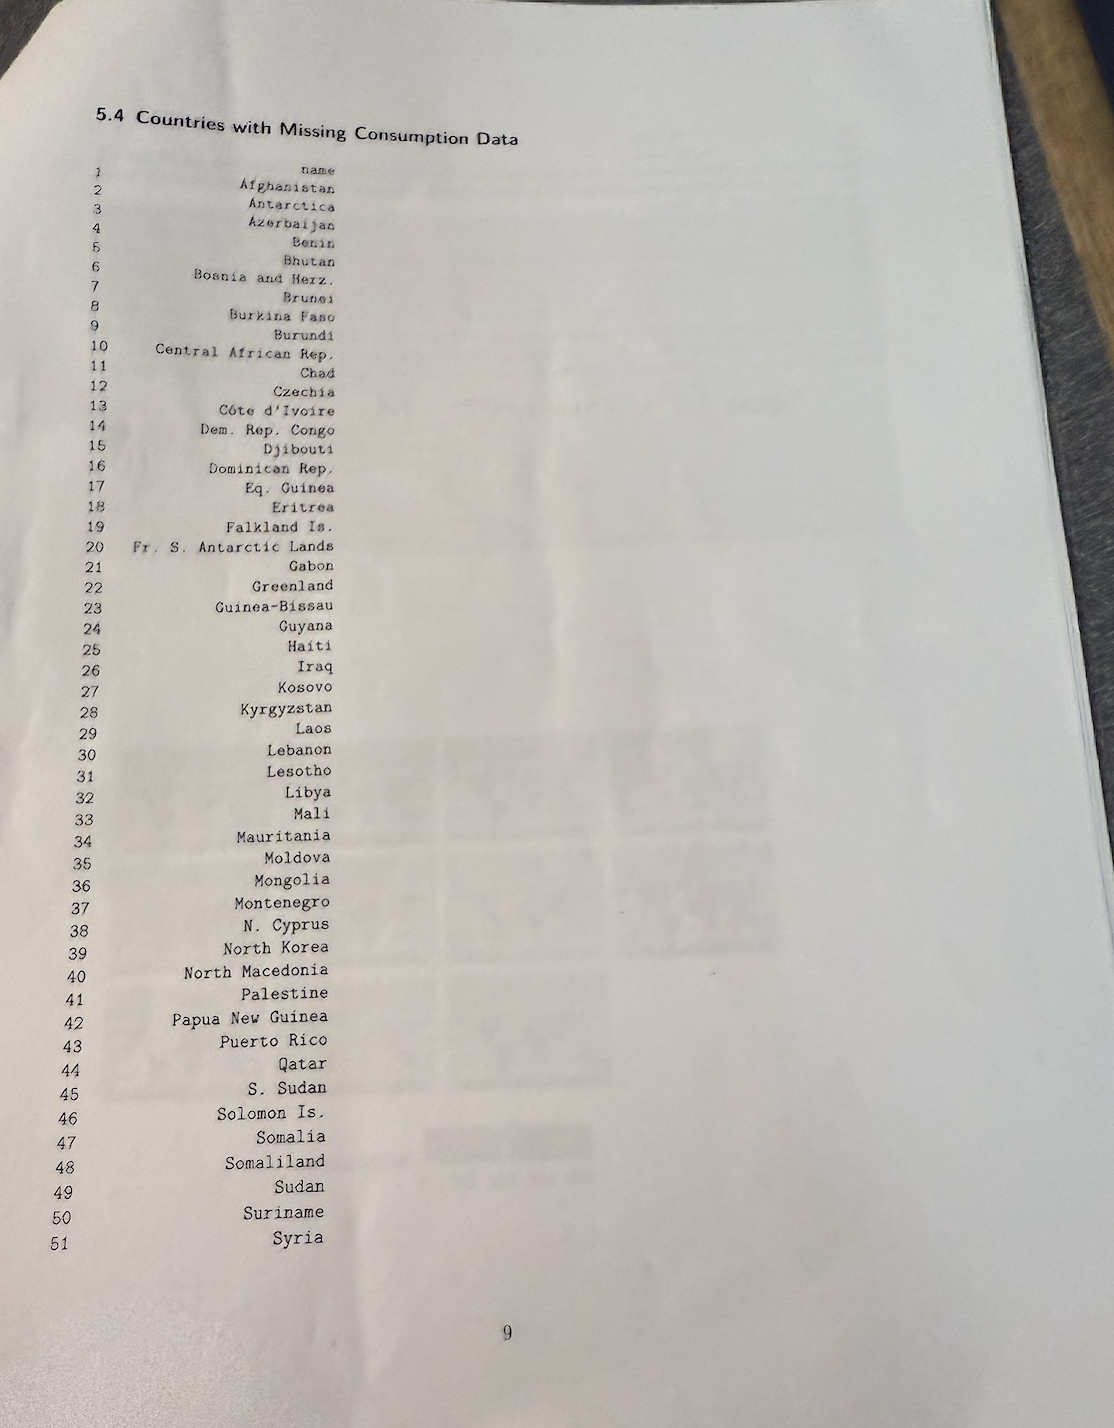 5.4 Countries with Missing Consumption Data
1 name
2 Afghanistan
3 Antarctica
4 Azerbaijan
5 Benin
6 Bhutan
7 Bosnia and Herz.
8 Brunei
9 Burkina Faso
10 Burundi
11 Central African Rep.
12 Chad
13 Czechia
14 Côte d'Ivoire
15 Dem. Rep. Congo
16 Djibouti
17 Dominican Rep.
18 Eq. Guinea
19 Eritrea
20 Falkland Is.
21 Fr. S. Antarctic Lands
22 Gabon
23 Greenland
24 Guinea-Bissau
25 Guyana
26 Haiti
27 Iraq
28 Kosovo
29 Kyrgyzstan
30 Laos
31 Lebanon
32 Lesotho
33 Libya
34 Mali
35 Mauritania
36 Moldova
37 Mongolia
38 Montenegro
39 N. Cyprus
40 North Korea
41 North Macedonia
42 Palestine
43 Papua New Guinea
44 Puerto Rico
45 Qatar
46 S. Sudan
47 Solomon Is.
48 Somalia
49 Somaliland
50 Sudan
51 Suriname
Syria
9